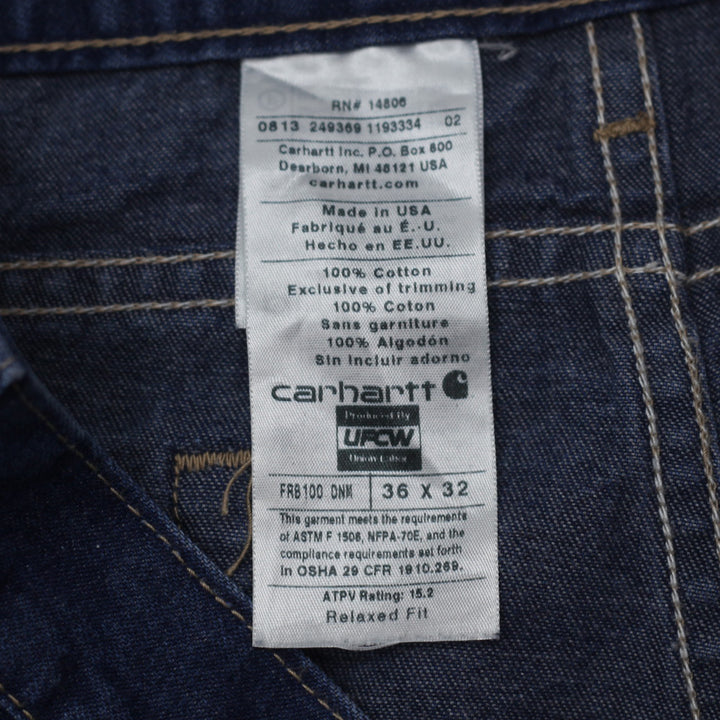 RN# 14806
0813 249369 1193334 02
Carhartt Inc. P.O. Box 600
Dearborn, MI 48121 USA
carhartt.com
Made in USA
Fabriqué au É.-U.
Hecho en EE.UU.
100% Cotton
Exclusive of trimming
100% Coton
Sans garniture
100% Algodón
Sin incluir adorno
carhartt
Produced By
UFCW
Union Labor
FRB100 DNM 36 X 32
This garment meets the requirements
of ASTM F 1506, NFPA-70E, and the
compliance requirements set forth
in OSHA 29 CFR 1910.269.
ATPV Rating: 15.2
Relaxed Fit